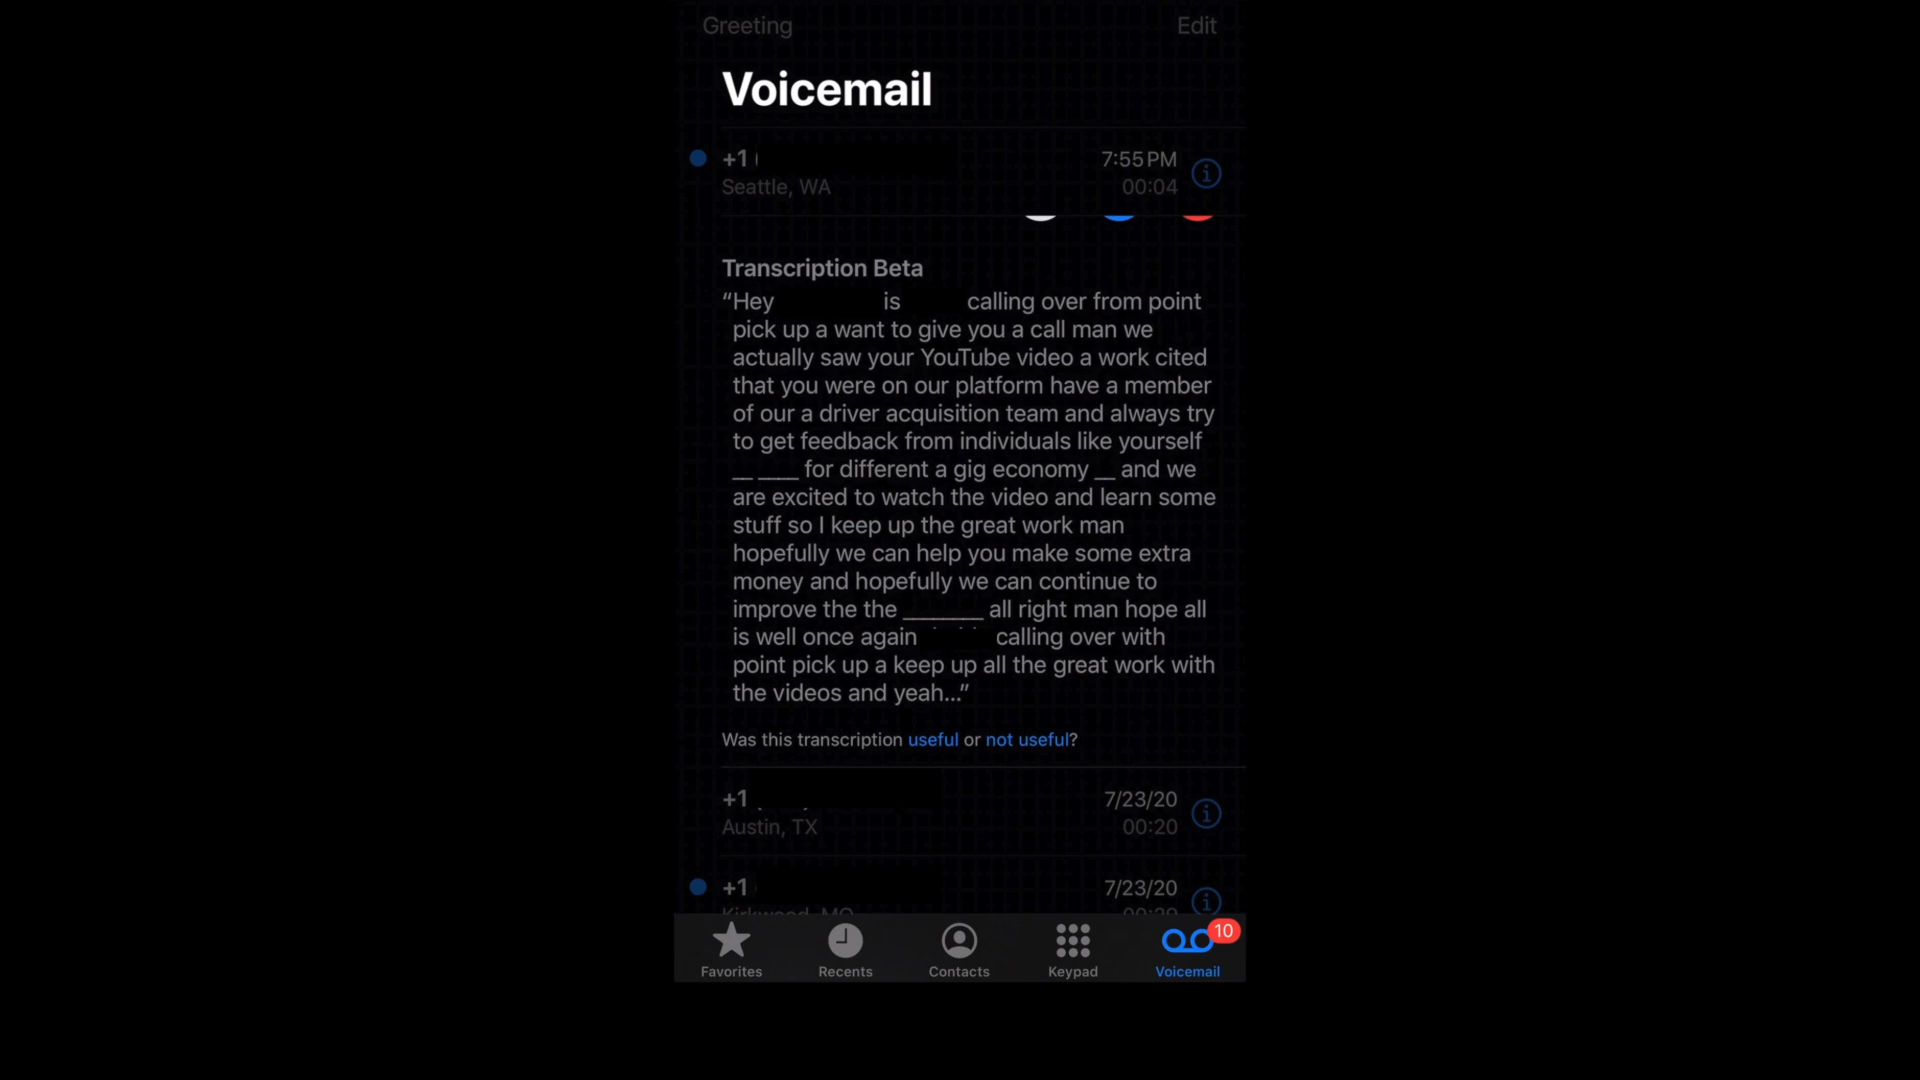 Greeting Edit
Voicemail
+1 7:55 PM
Seattle, WA 00:04
Transcription Beta
“Hey is calling over from point
pick up a want to give you a call man we
actually saw your YouTube video a work cited
that you were on our platform have a member
of our a driver acquisition team and always try
to get feedback from individuals like yourself
__ ____ for different a gig economy __ and we
are excited to watch the video and learn some
stuff so I keep up the great work man
hopefully we can help you make some extra
money and hopefully we can continue to
improve the the ________ all right man hope all
is well once again calling over with
point pick up a keep up all the great work with
the videos and yeah...”
Was this transcription useful or not useful?
+1 7/23/20
Austin, TX 00:20
+1 7/23/20
Kirkwood, MO
10
Favorites Recents Contacts Keypad Voicemail